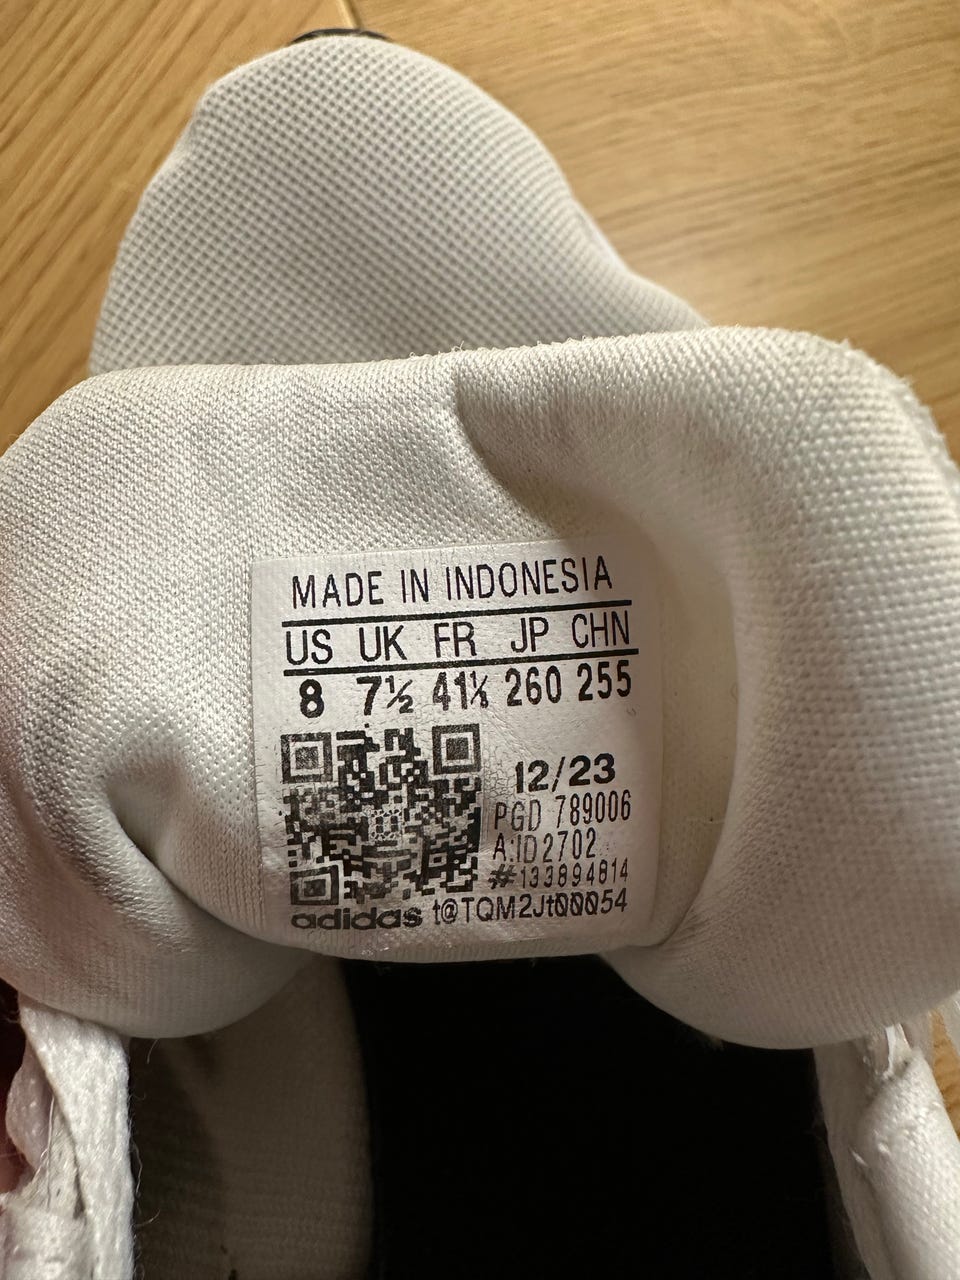 MADE IN INDONESIA
US UK FR JP CHN
8 7½ 41⅓ 260 255
12/23
PGD 789006
A:ID2702
#133894814
adidas t@TQM2Jt00054